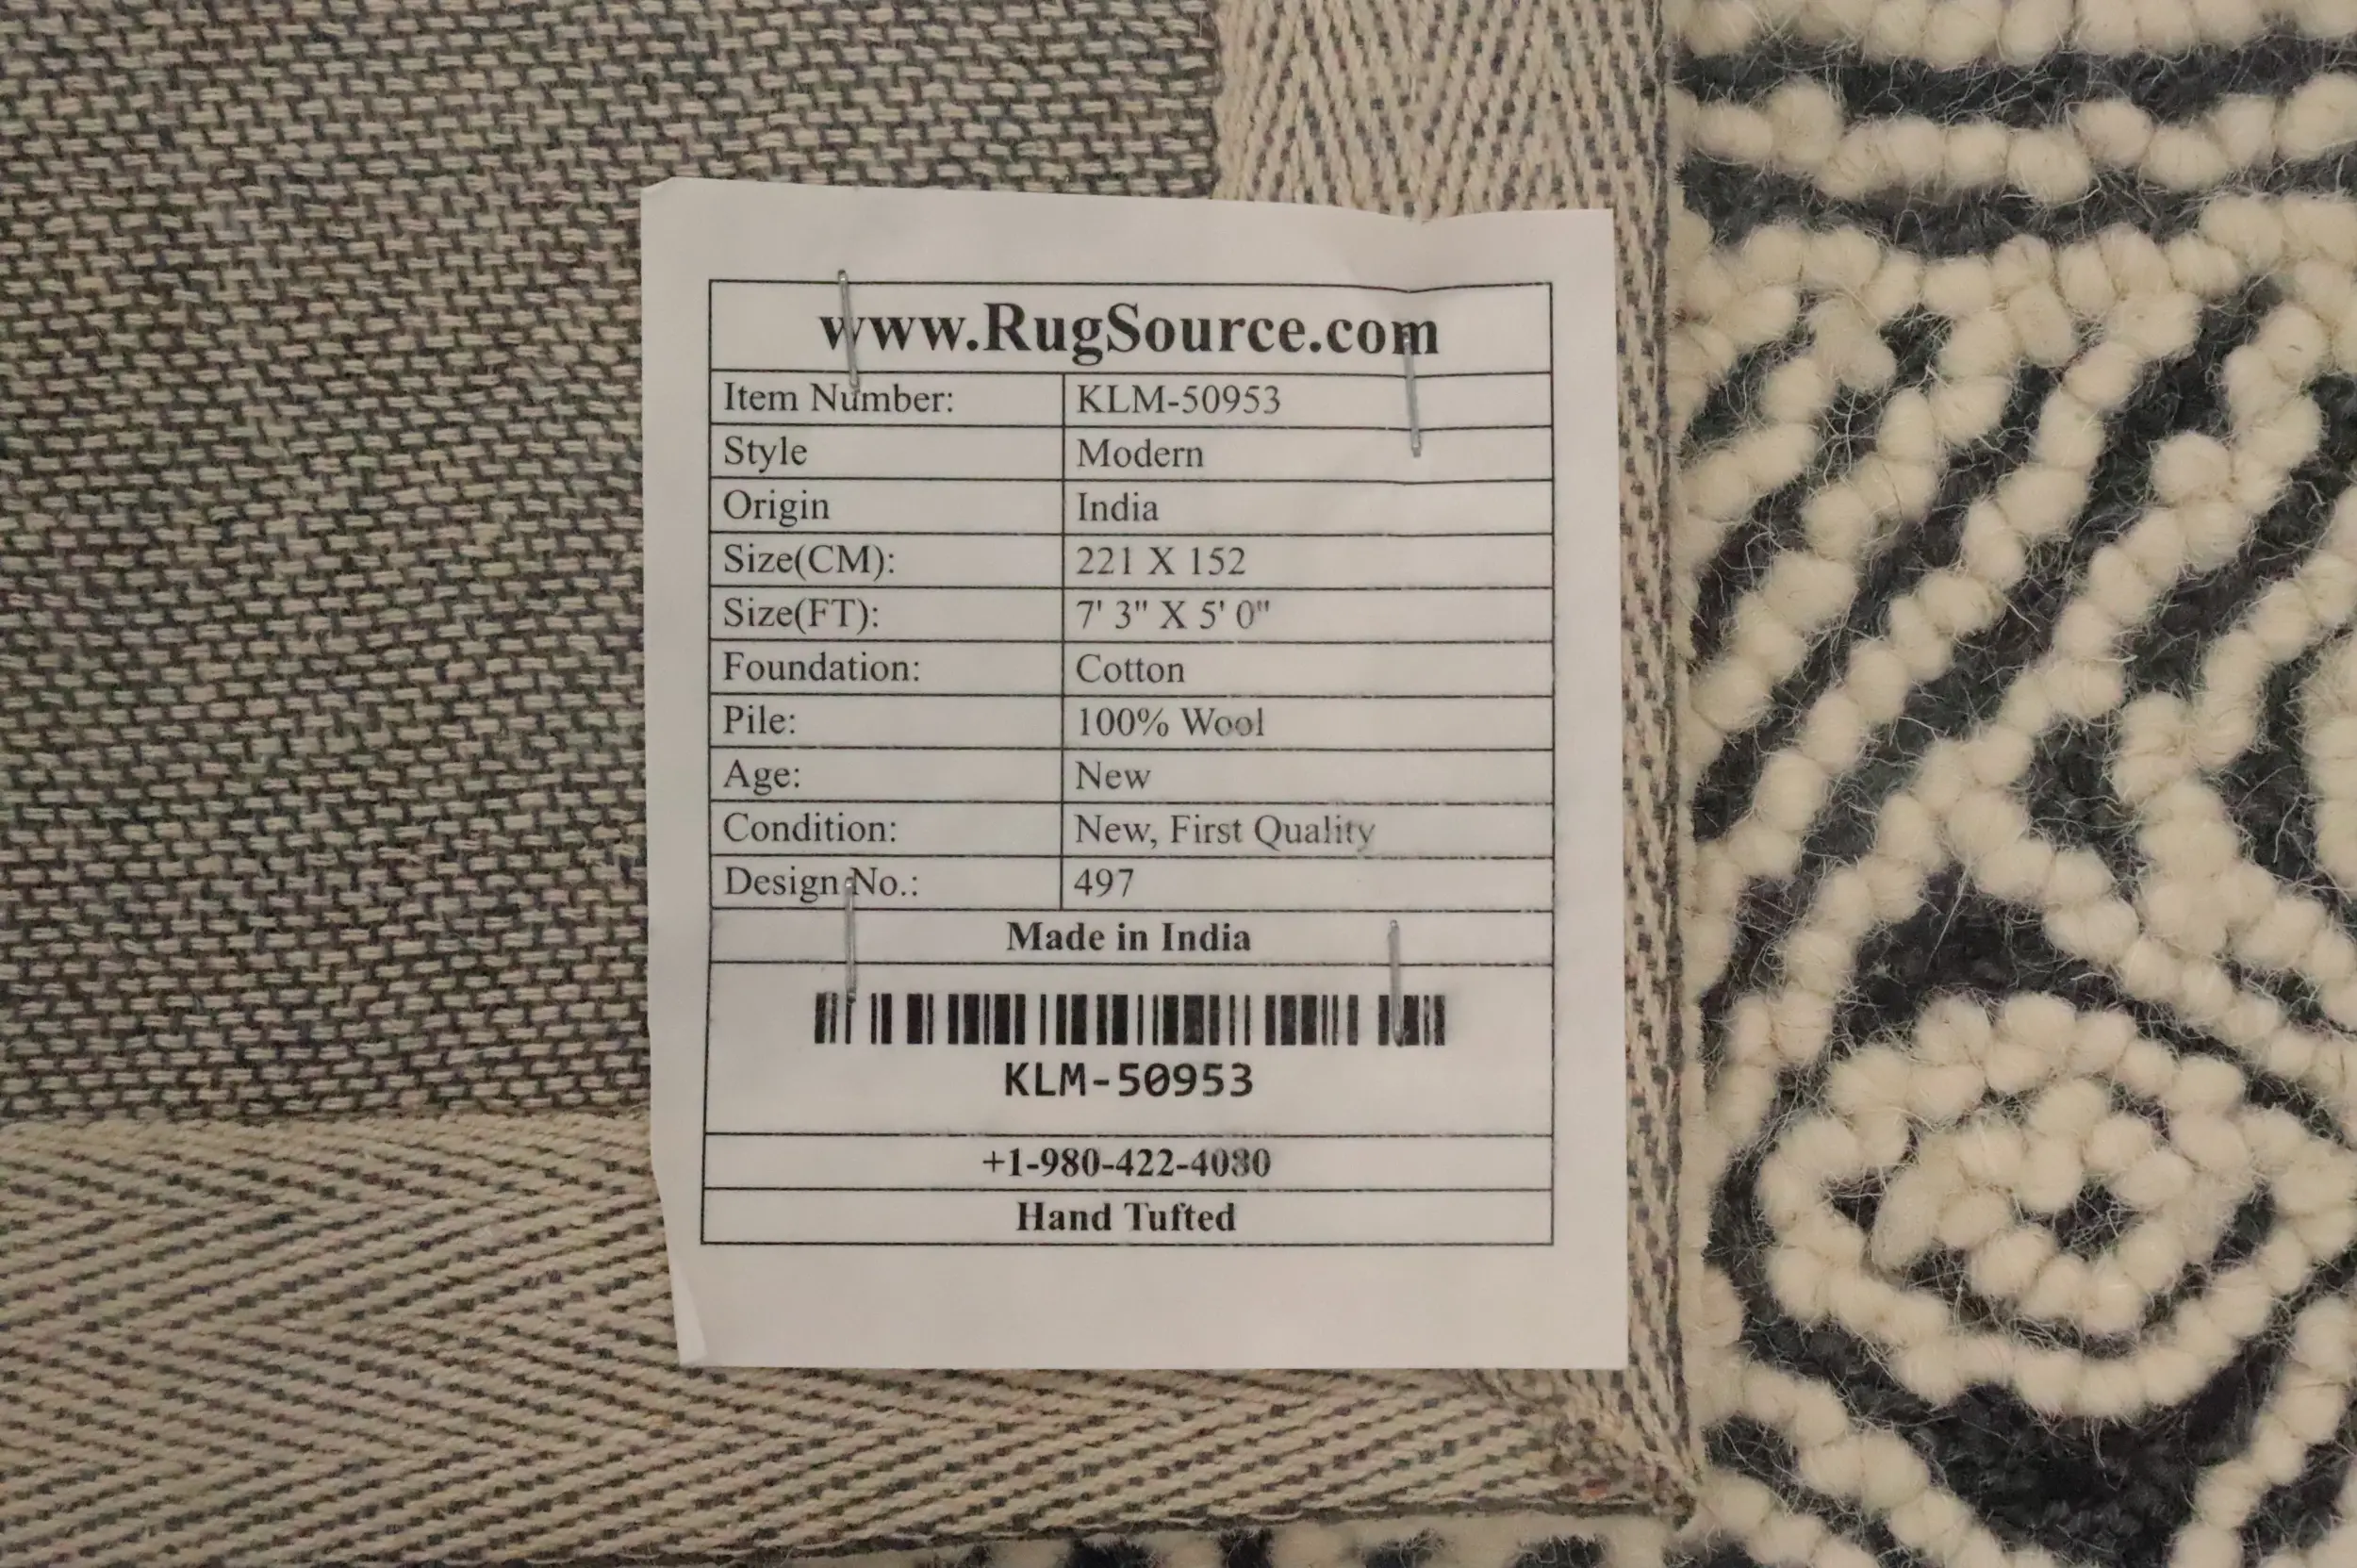 www.RugSource.com
Item Number: KLM-50953
Style Modern
Origin India
Size(CM): 221 X 152
Size(FT): 7' 3" X 5' 0"
Foundation: Cotton
Pile: 100% Wool
Age: New
Condition: New, First Quality
Design No.: 497
Made in India
KLM-50953
+1-980-422-4080
Hand Tufted